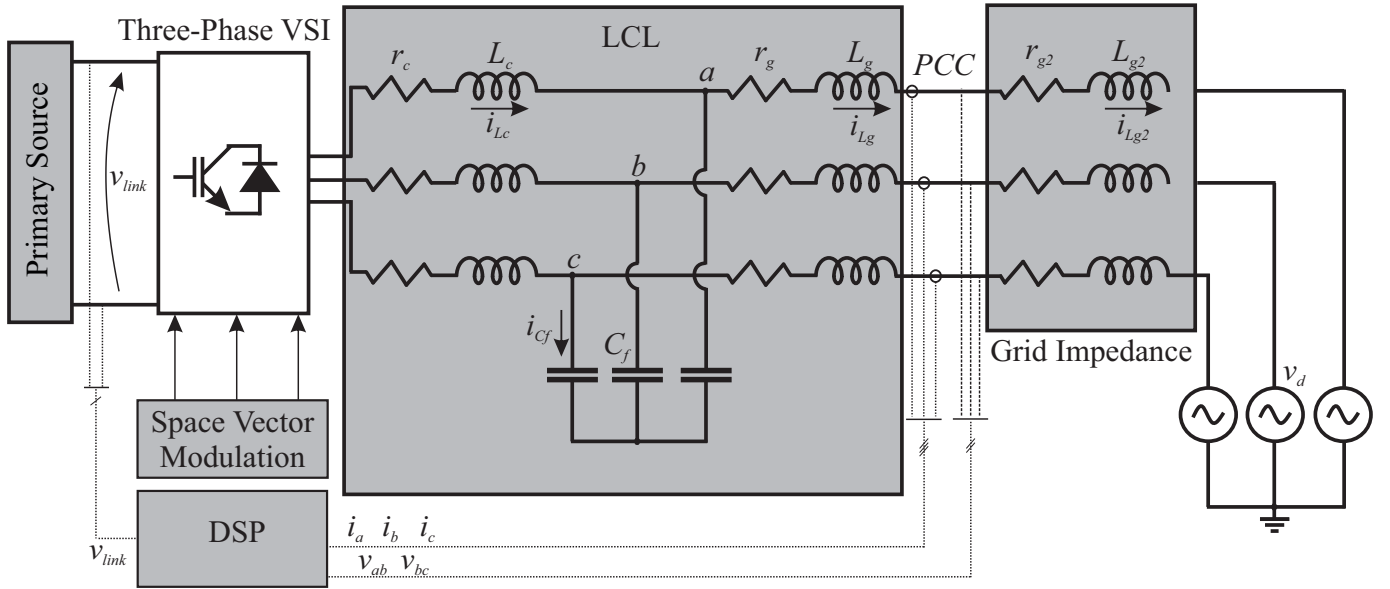 Three-Phase VSI
LCL
Primary Source
v_link
r_c
L_c
i_Lc
a
r_g
L_g
i_Lg
PCC
r_g2
L_g2
i_Lg2
b
c
i_Cf
C_f
Grid Impedance
v_d
Space Vector
Modulation
DSP
v_link
i_a i_b i_c
v_ab v_bc